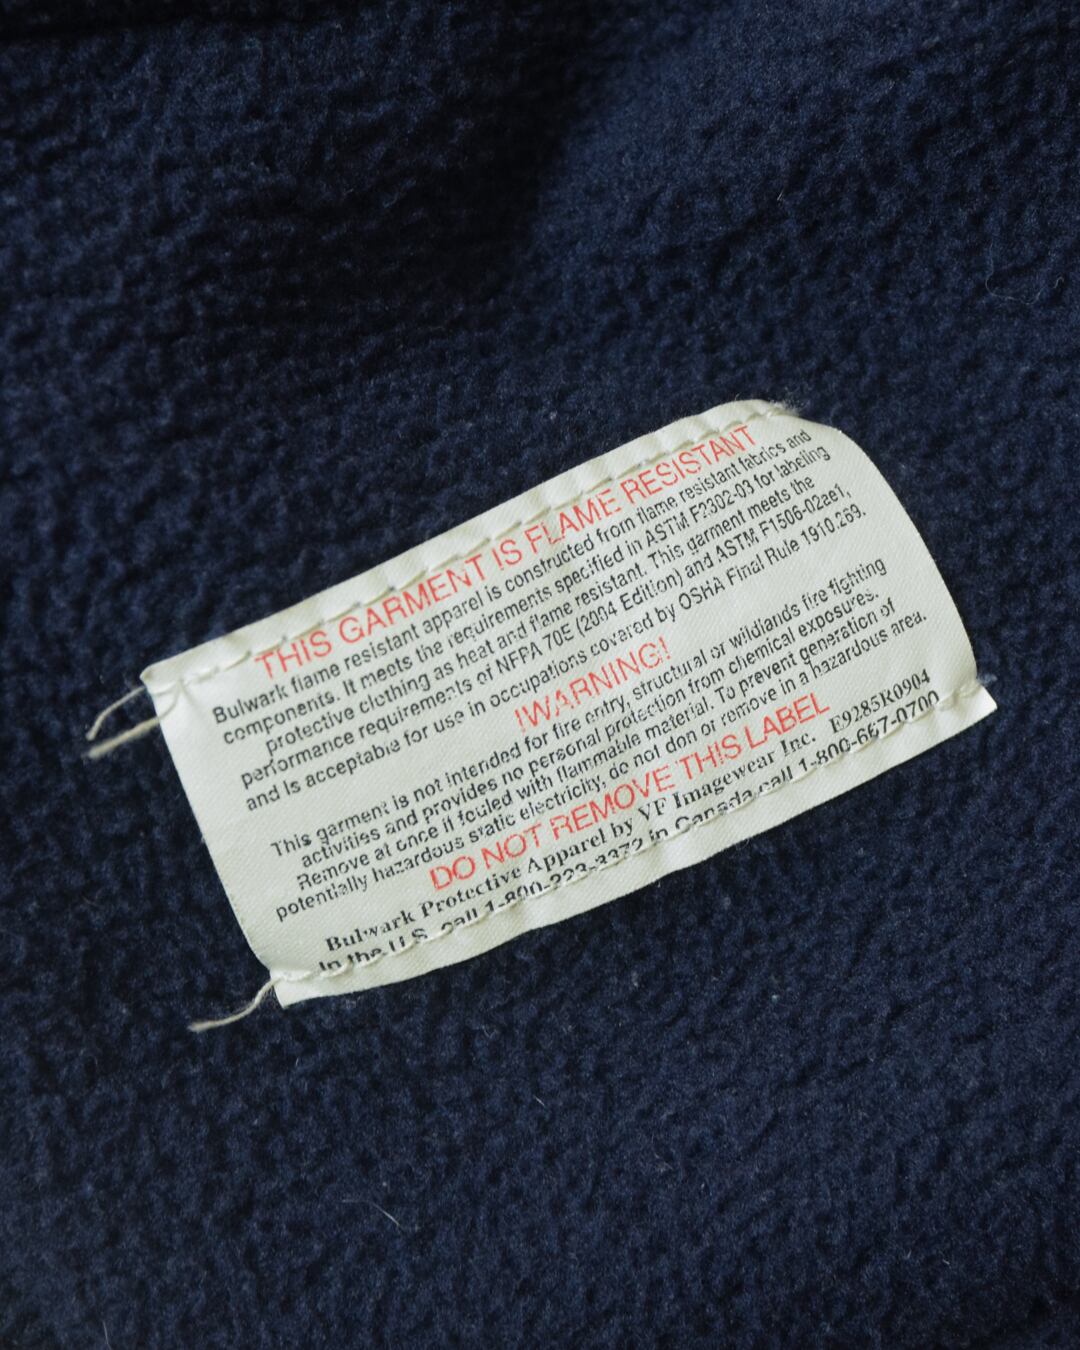 THIS GARMENT IS FLAME RESISTANT
Bulwark flame resistant apparel is constructed from flame resistant fabrics and
components. It meets the requirements specified in ASTM F2302-03 for labeling
protective clothing as heat and flame resistant. This garment meets the
performance requirements of NFPA 70E (2004 Edition) and ASTM F1506-02ae1,
and is acceptable for use in occupations covered by OSHA Final Rule 1910.269.
!WARNING!
This garment is not intended for fire entry, structural or wildlands fire fighting
activities and provides no personal protection from chemical exposures.
Remove at once if fouled with flammable material. To prevent generation of
potentially hazardous static electricity, do not don or remove in a hazardous area.
DO NOT REMOVE THIS LABEL
Bulwark Protective Apparel by VF Imagewear Inc. E9285R0904
In the U.S. call 1-800-223-3372 in Canada call 1-800-667-0700